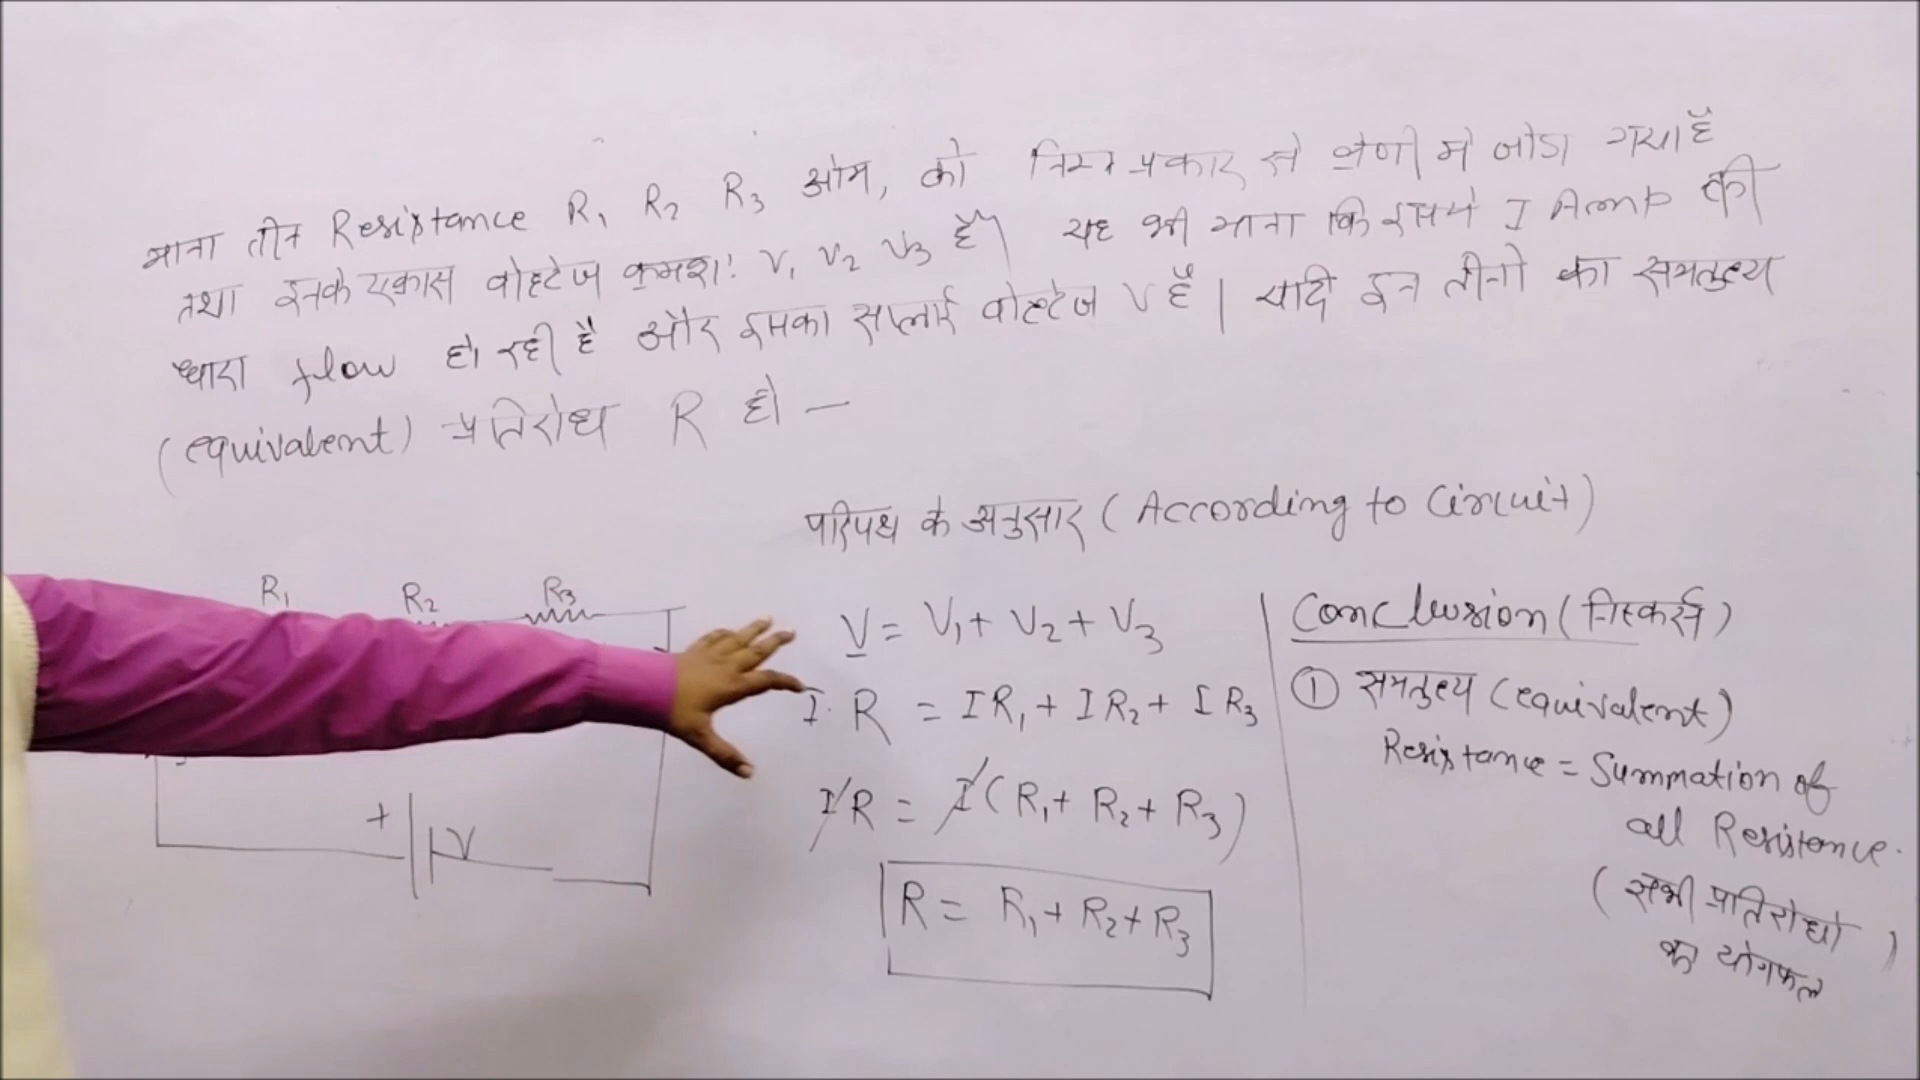 माना तीन Resistance R₁ R₂ R₃ ओम, को निम्न प्रकार से श्रेणी मे जोडा गया है
तथा इनके एक्रास वोल्टेज क्रमशः V₁ V₂ V₃ है। यह भी माना कि इसमे I Amp की
धारा flow हो रही है और इसका सप्लाई वोल्टेज V है। यदि इन तीनो का समतुल्य
(equivalent) प्रतिरोध R हो —
परिपथ के अनुसार (According to Circuit)
R₁ R₂ R₃
+ V
V = V₁ + V₂ + V₃
I. R = IR₁ + IR₂ + IR₃
IR = I(R₁ + R₂ + R₃)
R = R₁ + R₂ + R₃
Conclusion (निस्कर्स)
① समतुल्य (equivalent)
Resistance = Summation of
all Resistance.
(सभी प्रतिरोधो
का योगफल)